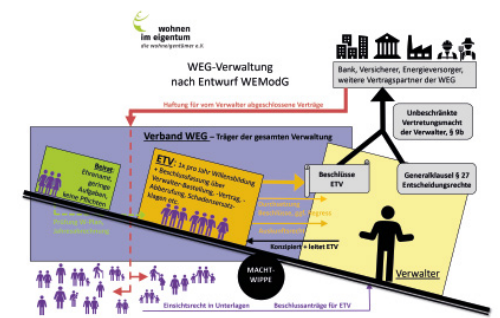 wohnen
im eigentum
die wohneigentümer e.V.
WEG-Verwaltung
nach Entwurf WEModG
Bank, Versicherer, Energieversorger,
weitere Vertragspartner der WEG
Haftung für vom Verwalter abgeschlossene Verträge
Unbeschränkte
Vertretungsmacht
der Verwalter, § 9b
Verband WEG – Träger der gesamten Verwaltung
Beirat:
Ehrenamt,
geringe
Aufgaben,
keine Pflichten
ETV: 1x pro Jahr Willensbildung
+ Beschlussfassung über
Verwalter-Bestellung, -Vertrag, -
Abberufung, Schadensersatz-
klagen etc.
Beschlüsse
ETV
Generalklausel § 27
Entscheidungsrechte
Konzipiert + leitet ETV
MACHT-
WIPPE
Verwalter
Einsichtsrecht in Unterlagen
Beschlussanträge für ETV